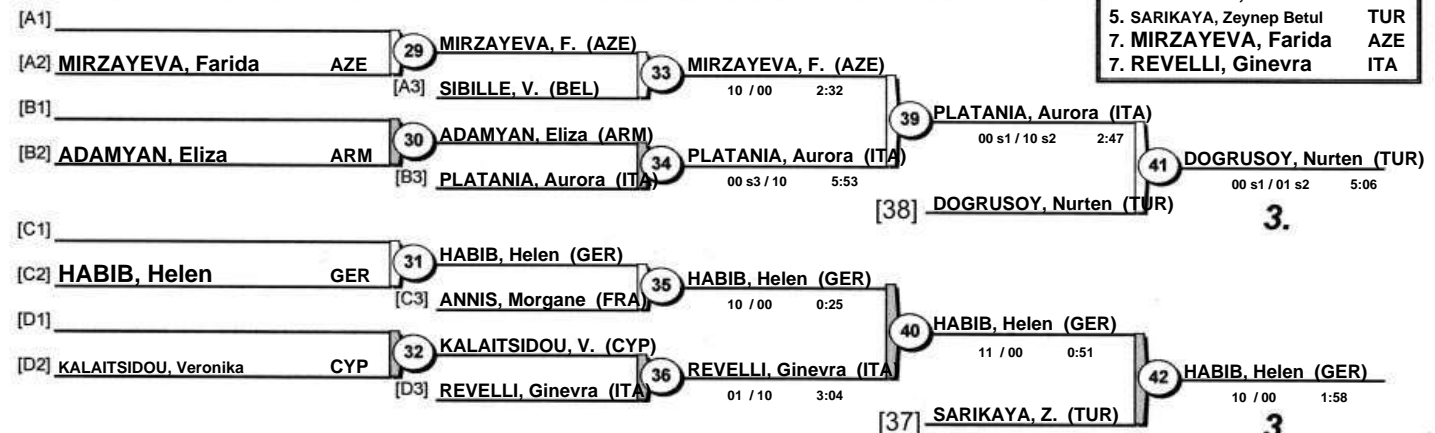 5. SARIKAYA, Zeynep Betul TUR
7. MIRZAYEVA, Farida AZE
7. REVELLI, Ginevra ITA
[A1]
[A2] MIRZAYEVA, Farida AZE
29
MIRZAYEVA, F. (AZE)
[A3] SIBILLE, V. (BEL)
33
MIRZAYEVA, F. (AZE)
10 / 00 2:32
[B1]
[B2] ADAMYAN, Eliza ARM
30
ADAMYAN, Eliza (ARM)
[B3] PLATANIA, Aurora (ITA)
34
PLATANIA, Aurora (ITA)
00 s3 / 10 5:53
39
PLATANIA, Aurora (ITA)
00 s1 / 10 s2 2:47
[38] DOGRUSOY, Nurten (TUR)
41
DOGRUSOY, Nurten (TUR)
00 s1 / 01 s2 5:06
3.
[C1]
[C2] HABIB, Helen GER
31
HABIB, Helen (GER)
[C3] ANNIS, Morgane (FRA)
35
HABIB, Helen (GER)
10 / 00 0:25
[D1]
[D2] KALAITSIDOU, Veronika CYP
32
KALAITSIDOU, V. (CYP)
[D3] REVELLI, Ginevra (ITA)
36
REVELLI, Ginevra (ITA)
01 / 10 3:04
40
HABIB, Helen (GER)
11 / 00 0:51
[37] SARIKAYA, Z. (TUR)
42
HABIB, Helen (GER)
10 / 00 1:58
3